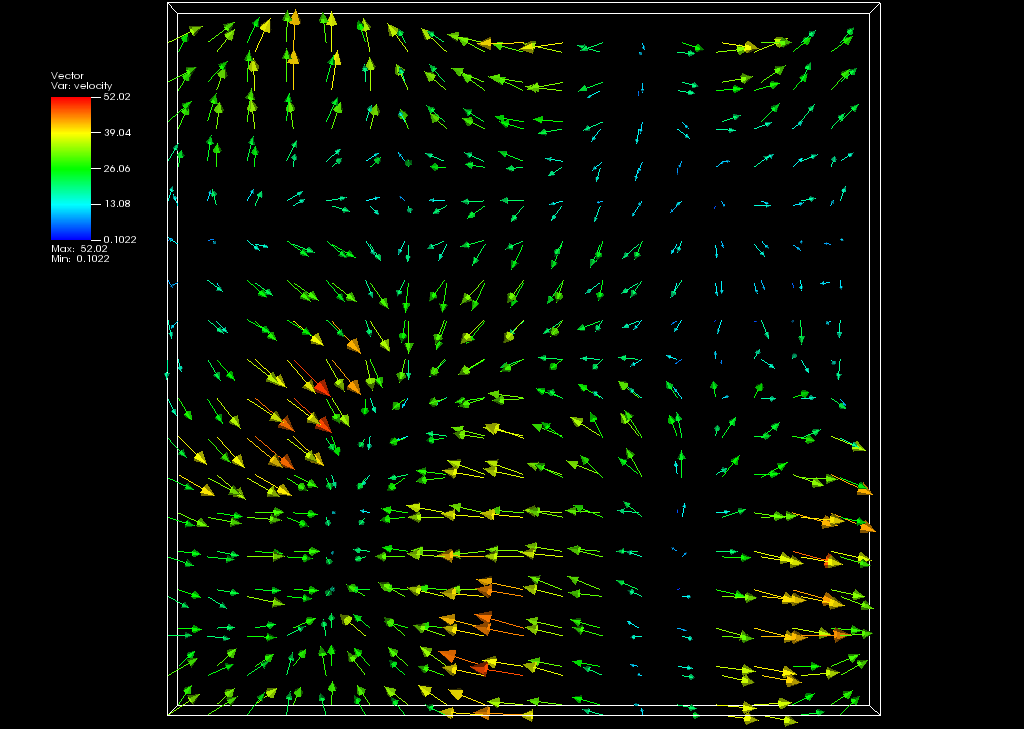 Vector
Var: velocity
52.02
39.04
26.06
13.08
0.1022
Max: 52.02
Min: 0.1022